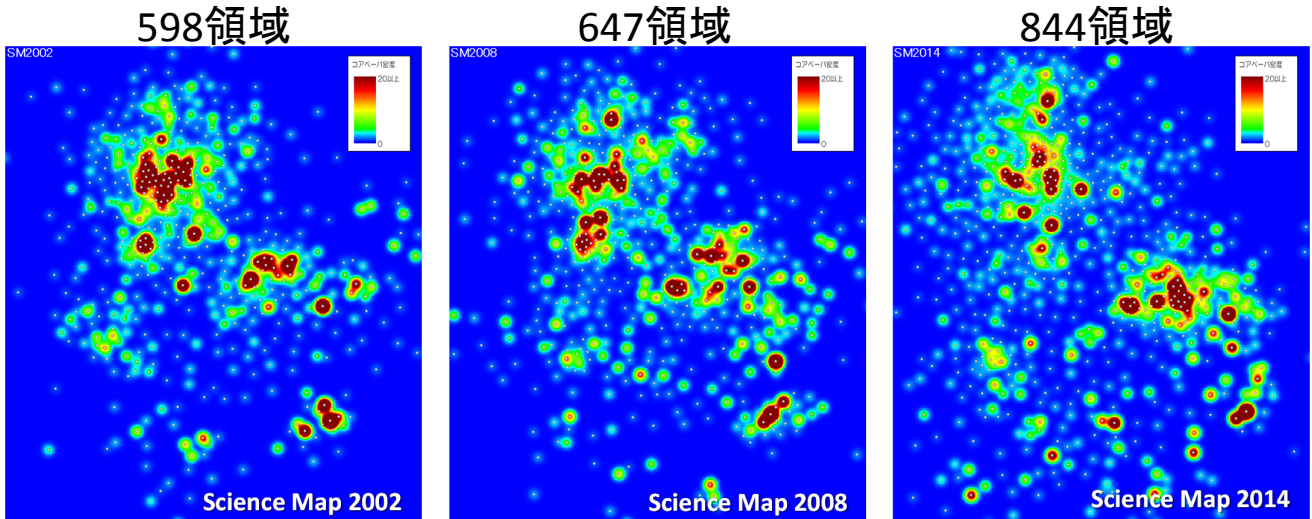 598領域
647領域
844領域
SM2002
コアペーパ密度
20以上
0
SM2008
コアペーパ密度
20以上
0
SM2014
コアペーパ密度
20以上
0
Science Map 2002
Science Map 2008
Science Map 2014